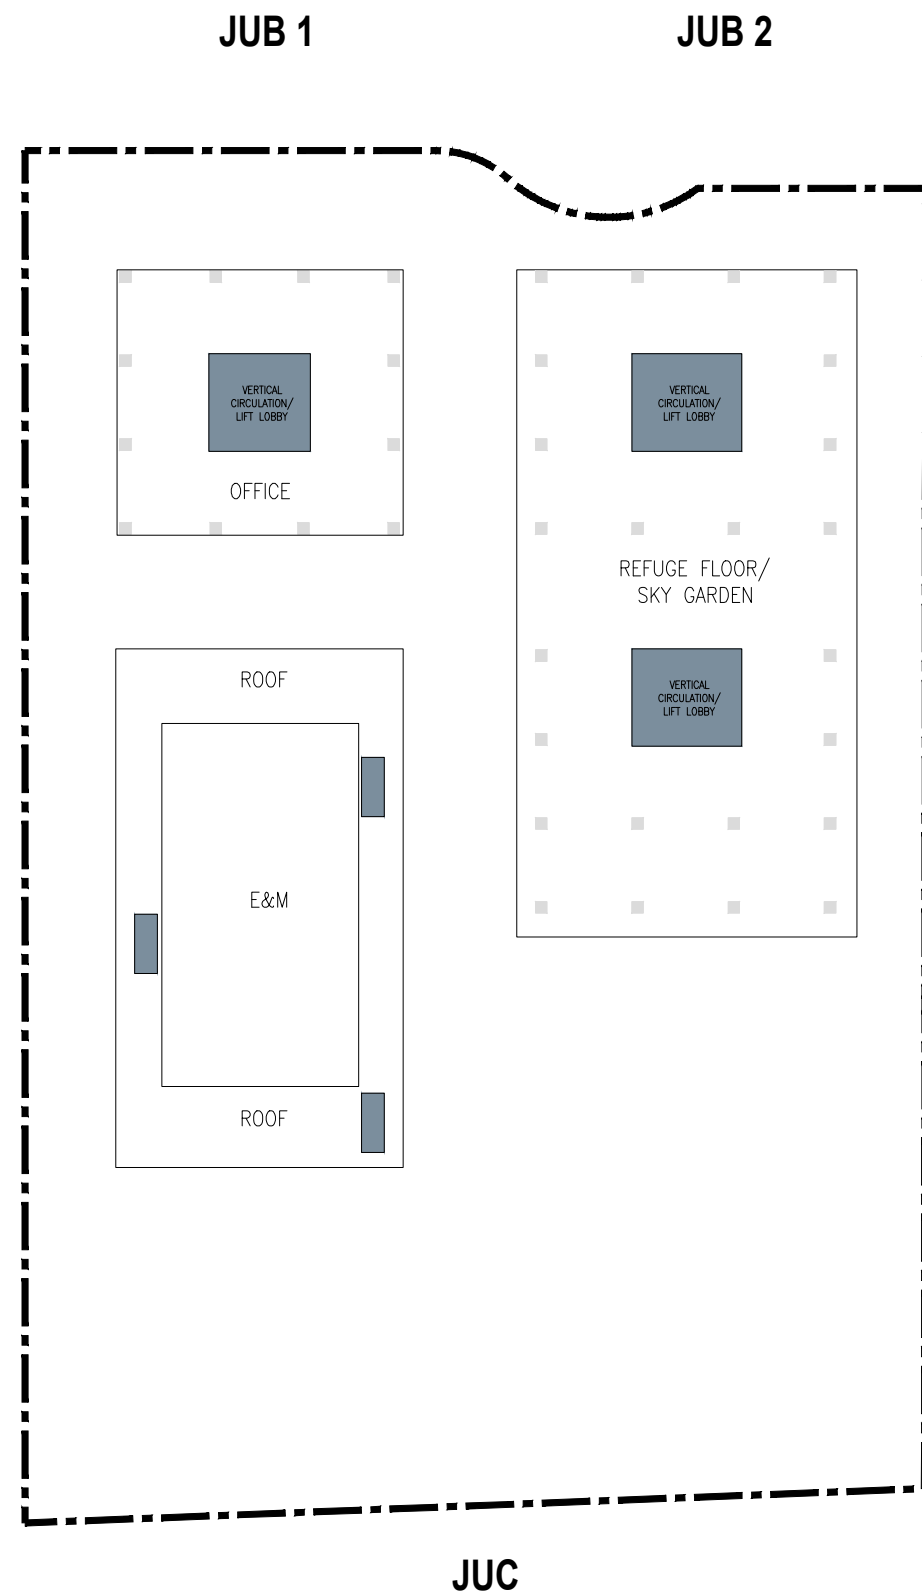 JUB 1
JUB 2
VERTICAL
CIRCULATION/
LIFT LOBBY
OFFICE
VERTICAL
CIRCULATION/
LIFT LOBBY
REFUGE FLOOR/
SKY GARDEN
VERTICAL
CIRCULATION/
LIFT LOBBY
ROOF
E&M
ROOF
JUC